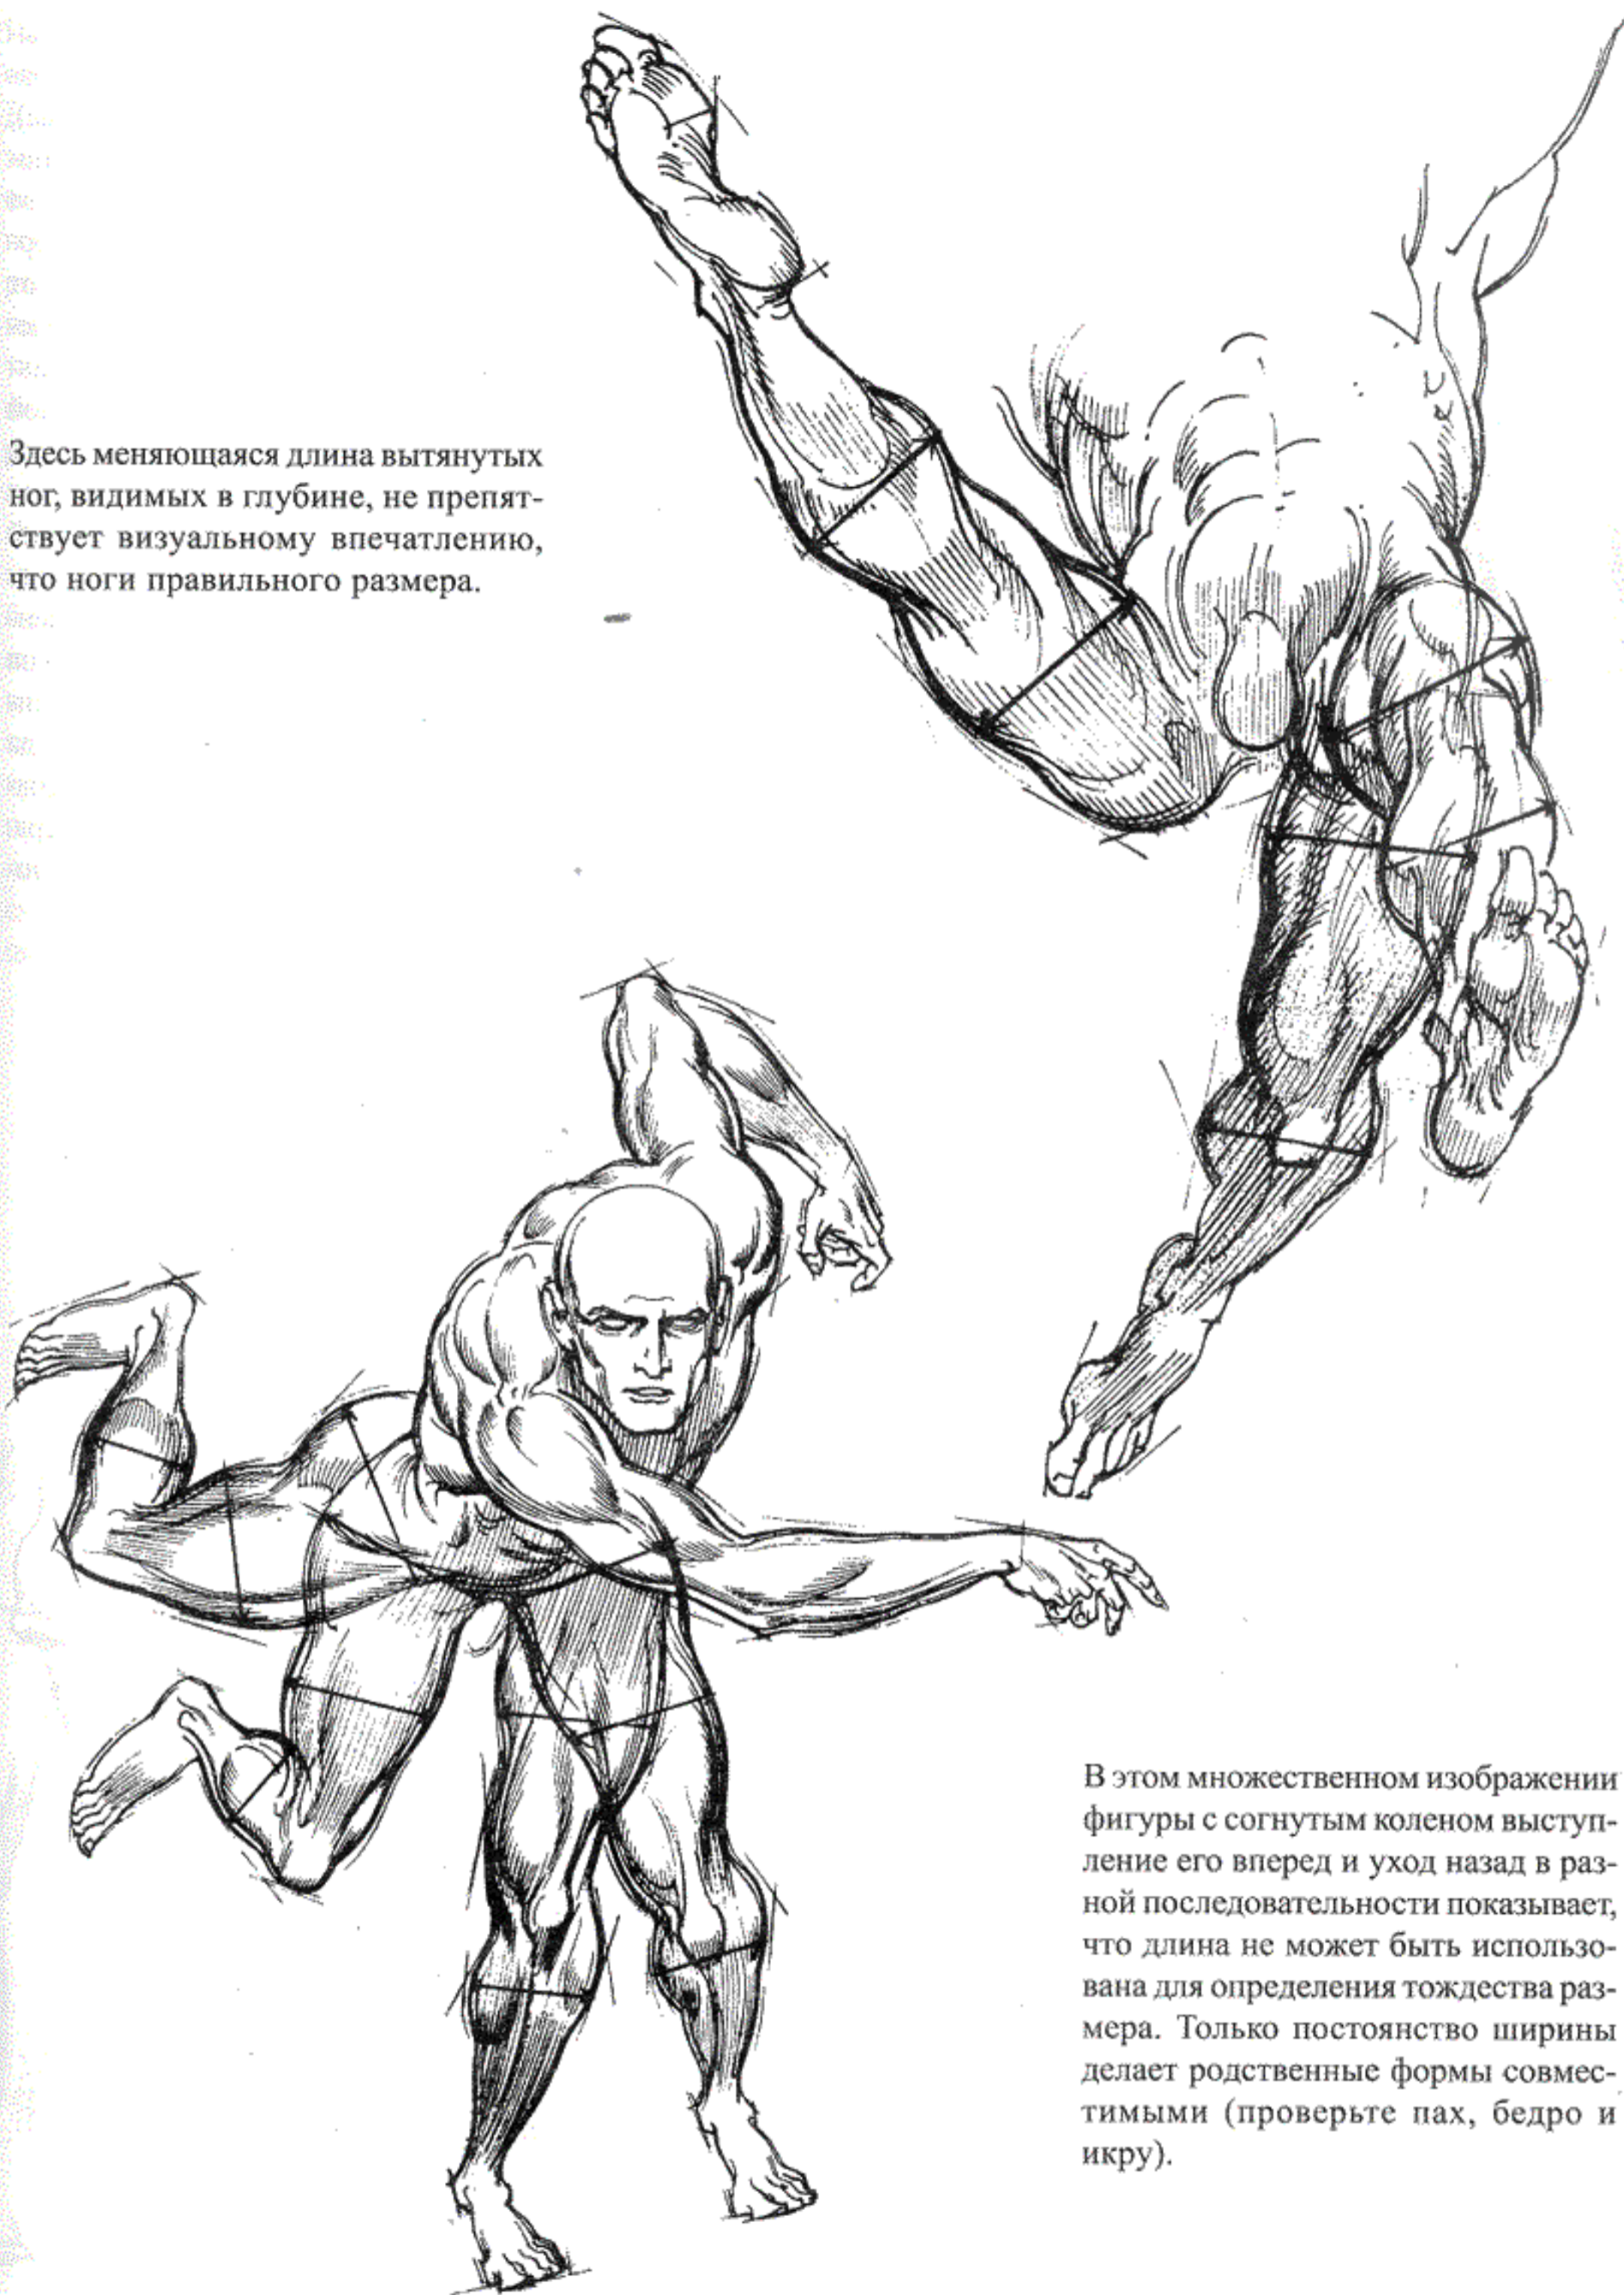 Здесь меняющаяся длина вытянутых
ног, видимых в глубине, не препят-
ствует визуальному впечатлению,
что ноги правильного размера.
В этом множественном изображении
фигуры с согнутым коленом выступ-
ление его вперед и уход назад в раз-
ной последовательности показывает,
что длина не может быть использо-
вана для определения тождества раз-
мера. Только постоянство ширины
делает родственные формы совмес-
тимыми (проверьте пах, бедро и
икру).